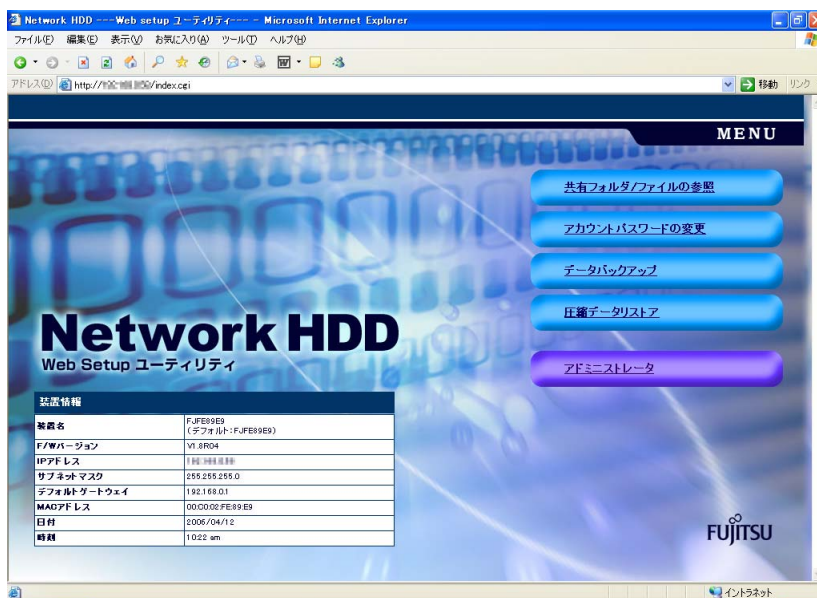 Network HDD ---Web setup ユーティリティ--- - Microsoft Internet Explorer
ファイル(F) 編集(E) 表示(V) お気に入り(A) ツール(T) ヘルプ(H)
アドレス(D) http:// /index.cgi 移動 リンク
MENU
共有フォルダ/ファイルの参照
アカウントパスワードの変更
データバックアップ
圧縮データリストア
アドミニストレータ
Network HDD
Web Setup ユーティリティ
装置情報
装置名 FJFE89E9
(デフォルト:FJFE89E9)
F/Wバージョン V1.8R04
IPアドレス
サブネットマスク 255.255.255.0
デフォルトゲートウェイ 192.168.0.1
MACアドレス 00:C0:02:FE:89:E9
日付 2006/04/12
時刻 10:22 am
FUJITSU
イントラネット